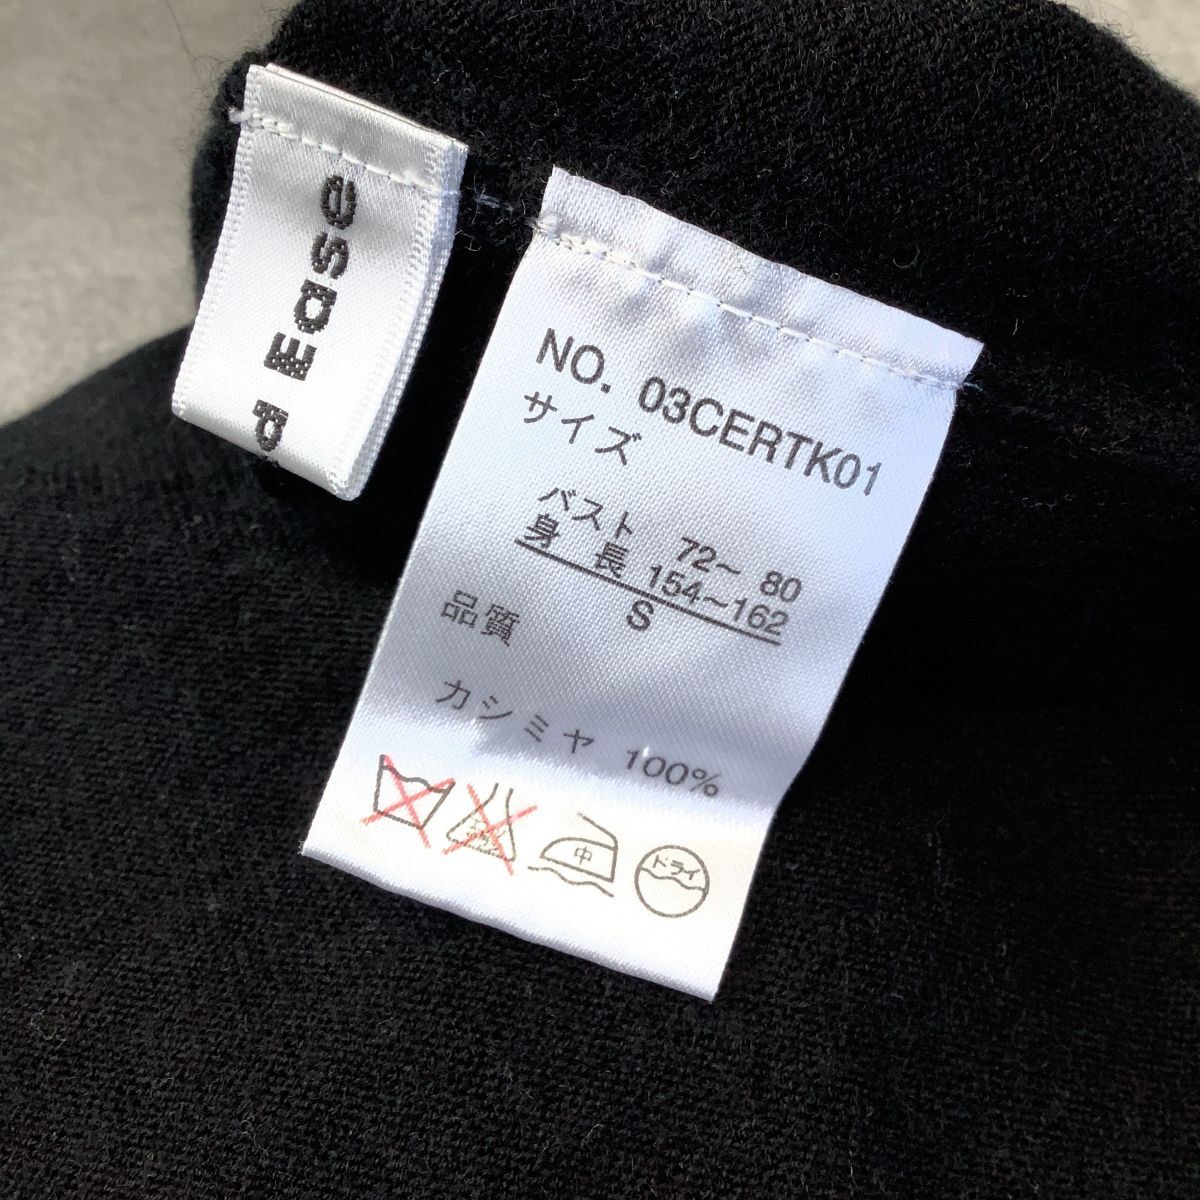 Ease
NO. 03CERTK01
サイズ
バスト 72～ 80
身 長 154～162
S
品質
カシミヤ 100%
中
ドライ